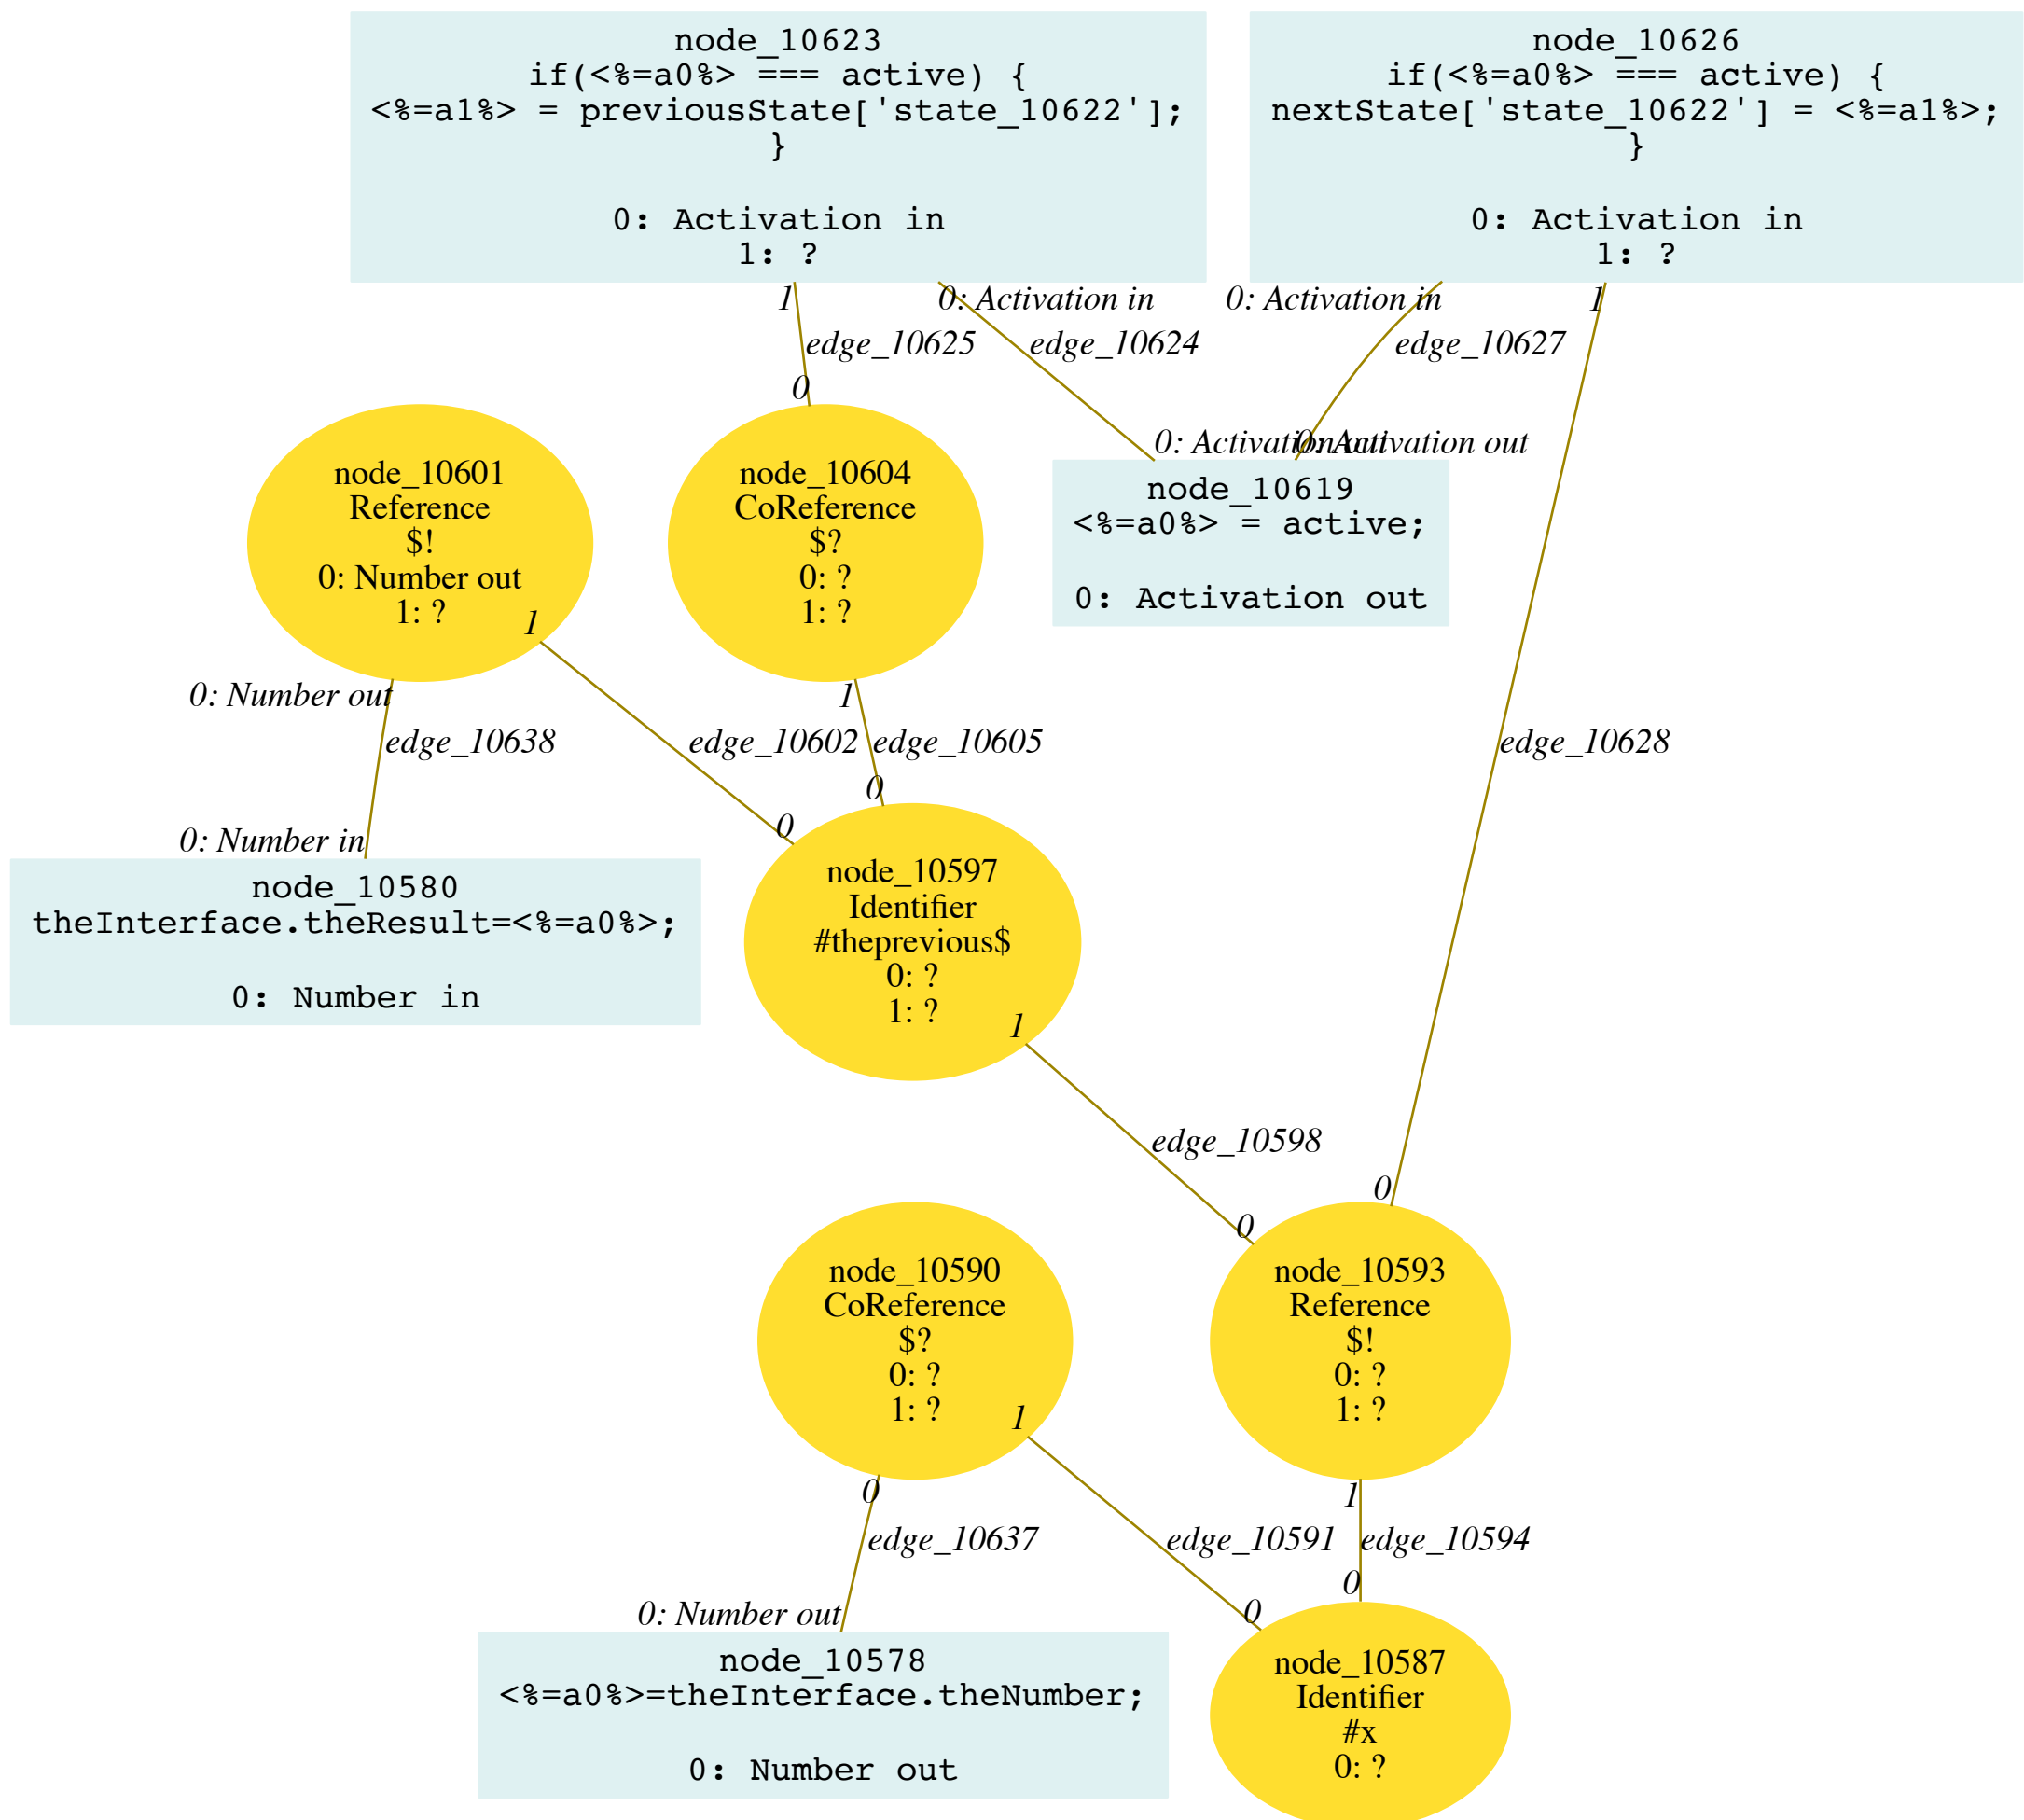 node_10623
if(<%=a0%> === active) {
<%=a1%> = previousState['state_10622'];
}
0: Activation in
1: ?
node_10626
if(<%=a0%> === active) {
nextState['state_10622'] = <%=a1%>;
}
0: Activation in
1: ?
1
0: Activation in
0: Activation in
1
edge_10625
edge_10624
edge_10627
0
0: Activation out
0: Activation out
node_10601
Reference
$!
0: Number out
1: ?
1
node_10604
CoReference
$?
0: ?
1: ?
node_10619
<%=a0%> = active;
0: Activation out
0: Number out
1
edge_10638
edge_10602
edge_10605
edge_10628
0: Number in
0
0
node_10580
theInterface.theResult=<%=a0%>;
0: Number in
node_10597
Identifier
#theprevious$
0: ?
1: ?
1
edge_10598
0
0
node_10590
CoReference
$?
0: ?
1: ?
1
node_10593
Reference
$!
0: ?
1: ?
0
1
edge_10637
edge_10591
edge_10594
0: Number out
0
0
node_10578
<%=a0%>=theInterface.theNumber;
0: Number out
node_10587
Identifier
#x
0: ?